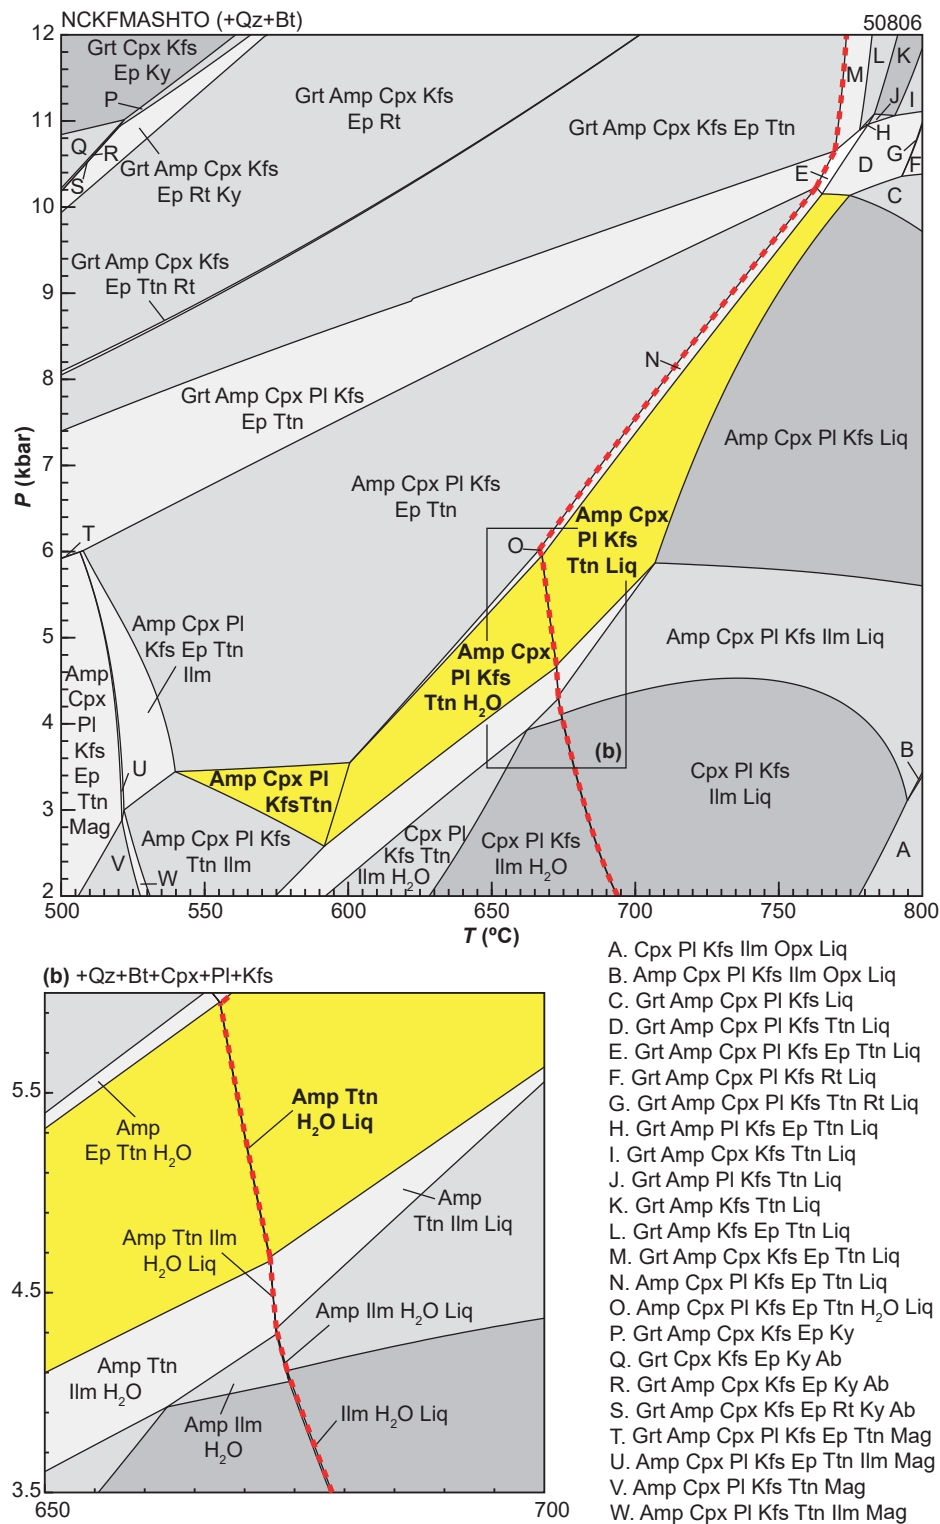 NCKFMASHTO (+Qz+Bt)
50806
12
11
10
9
8
7
6
5
4
3
2
P (kbar)
500
550
600
650
700
750
800
T (ºC)
Grt Cpx Kfs
Ep Ky
P
Q
R
S
Grt Amp Cpx Kfs
Ep Rt Ky
Grt Amp Cpx Kfs
Ep Rt
Grt Amp Cpx Kfs Ep Ttn
M
L
K
J
I
H
G
F
E
D
C
Grt Amp Cpx Kfs
Ep Ttn Rt
N
Grt Amp Cpx Pl Kfs
Ep Ttn
Amp Cpx Pl Kfs Liq
Amp Cpx Pl Kfs
Ep Ttn
Amp Cpx
Pl Kfs
Ttn Liq
T
O
Amp Cpx Pl
Kfs Ep Ttn
Ilm
Amp Cpx Pl Kfs Ilm Liq
Amp Cpx
Pl Kfs
Ttn H2O
Amp
Cpx
Pl
Kfs
Ep
Ttn
Mag
U
(b)
B
Amp Cpx Pl
KfsTtn
Cpx Pl Kfs
Ilm Liq
V
W
Amp Cpx Pl Kfs
Ttn Ilm
Cpx Pl
Kfs Ttn
Ilm H2O
Cpx Pl Kfs
Ilm H2O
A
(b) +Qz+Bt+Cpx+Pl+Kfs
5.5
4.5
3.5
650
700
Amp
Ep Ttn H2O
Amp Ttn
H2O Liq
Amp
Ttn Ilm Liq
Amp Ttn Ilm
H2O Liq
Amp Ilm H2O Liq
Amp Ttn
Ilm H2O
Amp Ilm
H2O
Ilm H2O Liq
A. Cpx Pl Kfs Ilm Opx Liq
B. Amp Cpx Pl Kfs Ilm Opx Liq
C. Grt Amp Cpx Pl Kfs Liq
D. Grt Amp Cpx Pl Kfs Ttn Liq
E. Grt Amp Cpx Pl Kfs Ep Ttn Liq
F. Grt Amp Cpx Pl Kfs Rt Liq
G. Grt Amp Cpx Pl Kfs Ttn Rt Liq
H. Grt Amp Pl Kfs Ep Ttn Liq
I. Grt Amp Cpx Kfs Ttn Liq
J. Grt Amp Pl Kfs Ttn Liq
K. Grt Amp Kfs Ttn Liq
L. Grt Amp Kfs Ep Ttn Liq
M. Grt Amp Cpx Kfs Ep Ttn Liq
N. Amp Cpx Pl Kfs Ep Ttn Liq
O. Amp Cpx Pl Kfs Ep Ttn H2O Liq
P. Grt Amp Cpx Kfs Ep Ky
Q. Grt Cpx Kfs Ep Ky Ab
R. Grt Amp Cpx Kfs Ep Ky Ab
S. Grt Amp Cpx Kfs Ep Rt Ky Ab
T. Grt Amp Cpx Pl Kfs Ep Ttn Mag
U. Amp Cpx Pl Kfs Ep Ttn Ilm Mag
V. Amp Cpx Pl Kfs Ttn Mag
W. Amp Cpx Pl Kfs Ttn Ilm Mag